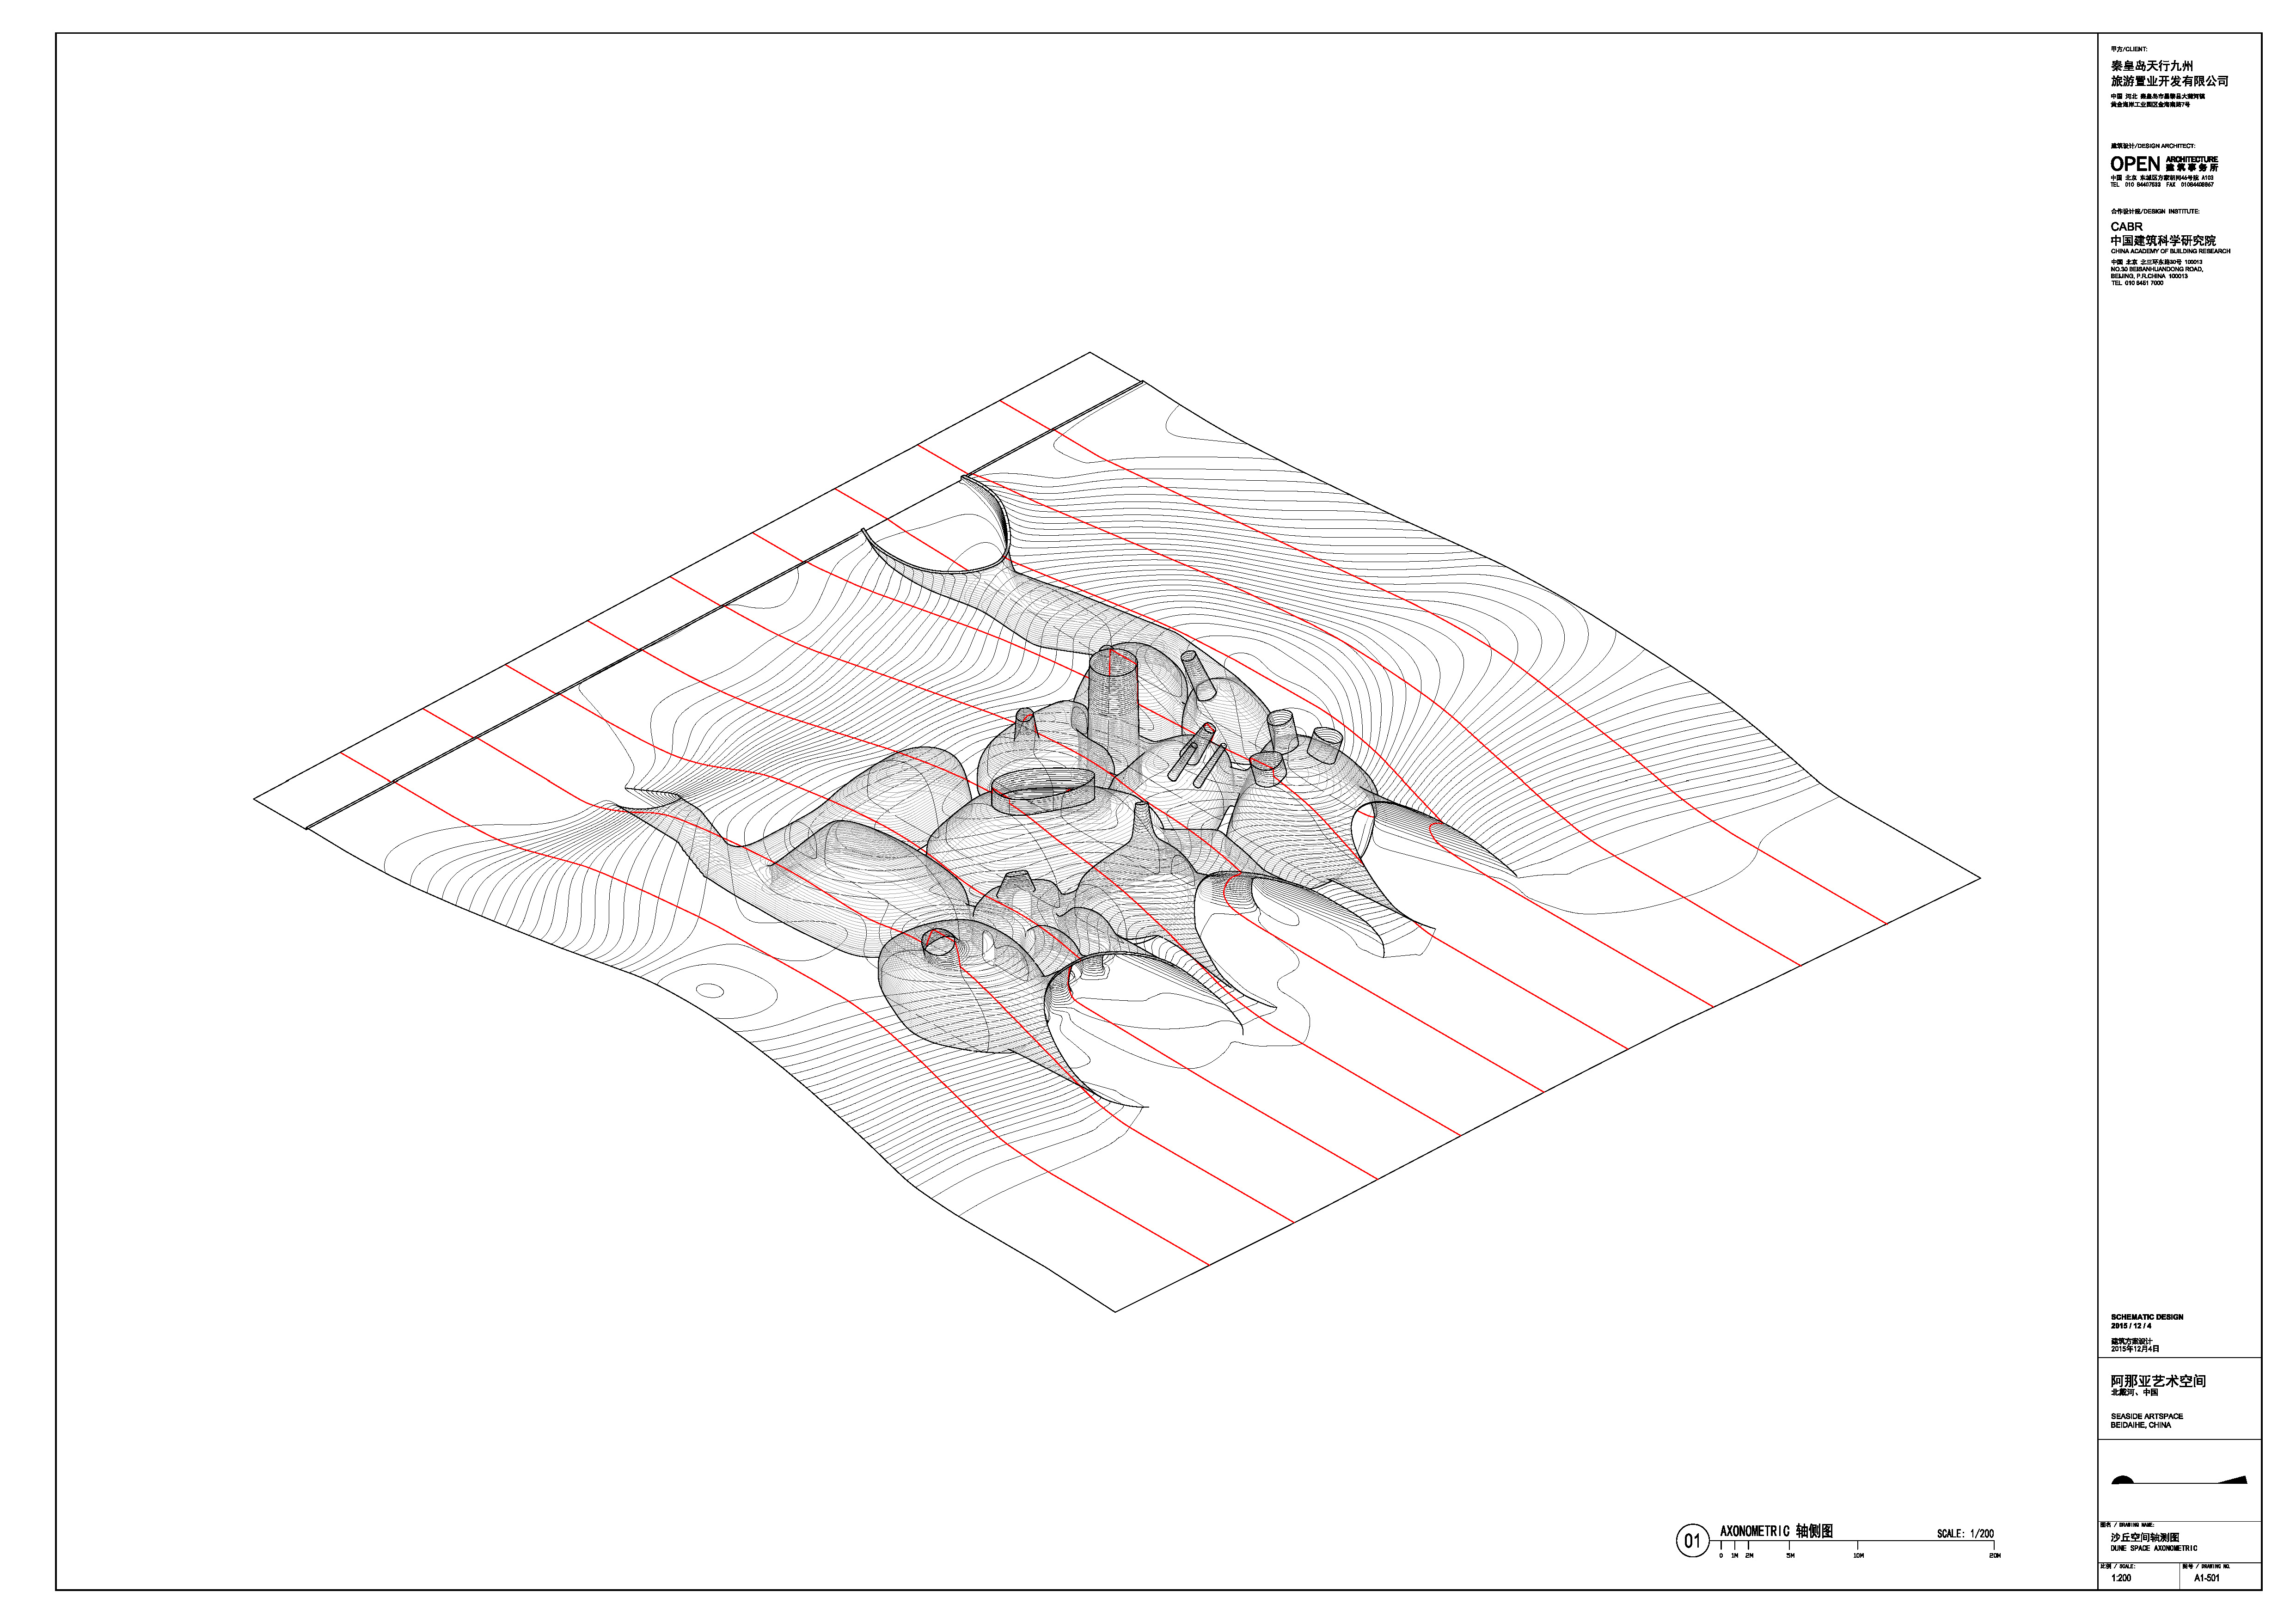 甲方/CLIENT:
秦皇岛天行九州
旅游置业开发有限公司
中国 河北 秦皇岛市昌黎县大蒲河镇
黄金海岸工业园区金海南路7号
建筑设计/DESIGN ARCHITECT:
OPEN ARCHITECTURE
建筑事务所
中国 北京 东城区方家胡同46号院 A103
TEL 010 84407533 FAX 01084408967
合作设计院/DESIGN INSTITUTE:
CABR
中国建筑科学研究院
CHINA ACADEMY OF BUILDING RESEARCH
中国 北京 北三环东路30号 100013
NO.30 BEISANHUANDONG ROAD,
BEIJING, P.R.CHINA 100013
TEL 010 8451 7000
SCHEMATIC DESIGN
2015 / 12 / 4
建筑方案设计
2015年12月4日
阿那亚艺术空间
北戴河、中国
SEASIDE ARTSPACE
BEIDAIHE, CHINA
01 AXONOMETRIC 轴侧图 SCALE: 1/200
0 1M 2M 5M 10M 20M
图名 / DRAWING NAME:
沙丘空间轴测图
DUNE SPACE AXONOMETRIC
比例 / SCALE:
1:200
图号 / DRAWING NO.
A1-501